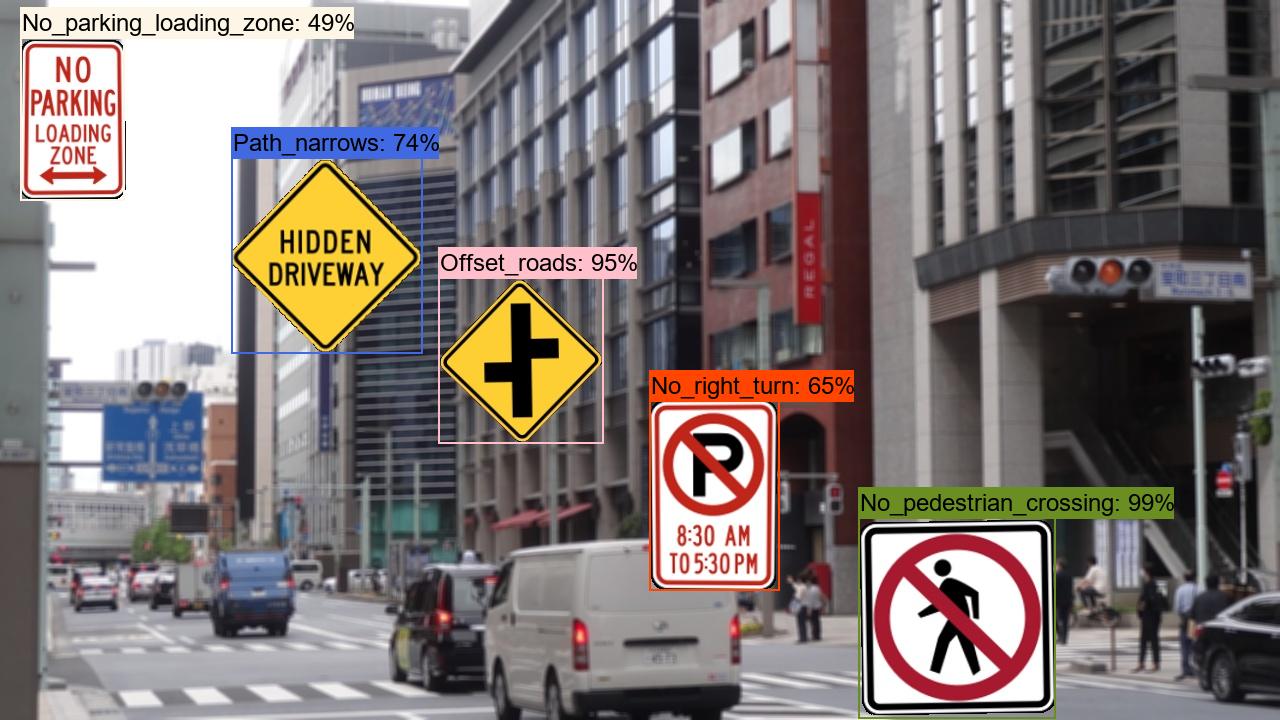 No_parking_loading_zone: 49%
NO
PARKING
LOADING
ZONE
Path_narrows: 74%
HIDDEN
DRIVEWAY
Offset_roads: 95%
REGAL
No_right_turn: 65%
P
8:30 AM
TO 5:30 PM
No_pedestrian_crossing: 99%